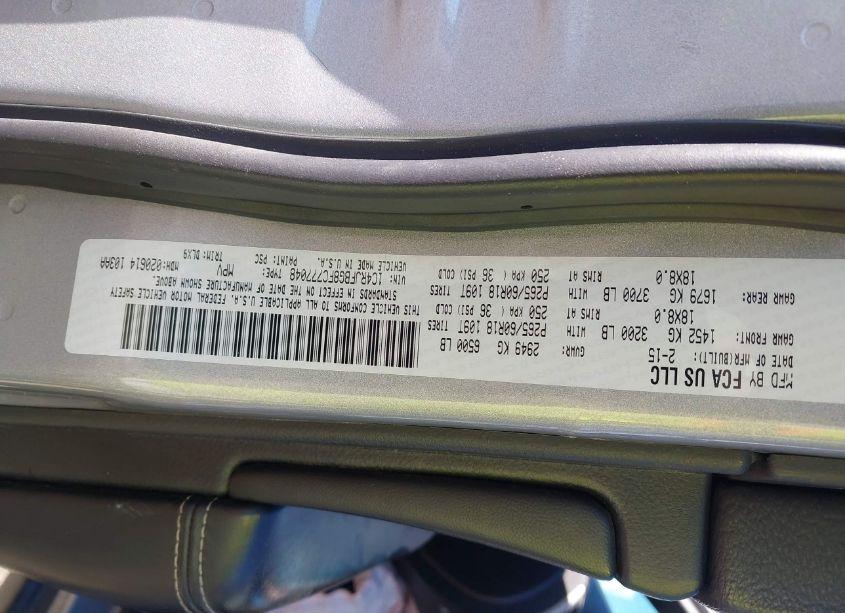 MFD BY FCA US LLC
DATE OF MFR(BUILT): 2-15 GVWR: 2949 KG 6500 LB
GAWR FRONT: 1452 KG 3200 LB WITH P265/60R18 109T TIRES
18X8.0 RIMS AT 250 KPA ( 36 PSI) COLD
GAWR REAR: 1679 KG 3700 LB WITH P265/60R18 109T TIRES
18X8.0 RIMS AT 250 KPA ( 36 PSI) COLD
THIS VEHICLE CONFORMS TO ALL APPLICABLE U.S.A. FEDERAL MOTOR VEHICLE SAFETY
STANDARDS IN EFFECT ON THE DATE OF MANUFACTURE SHOWN ABOVE.
VIN: 1C4RJFBG8FC777048 TYPE: MPV MDH:020614 103AA
VEHICLE MADE IN U.S.A. PAINT: PSC TRIM:DLX9